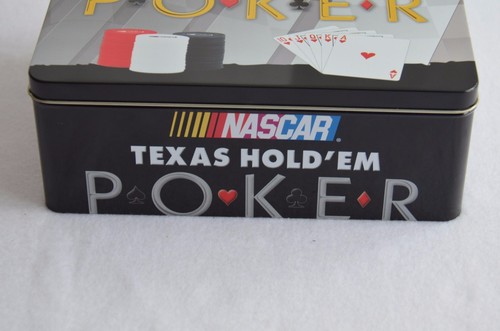 POKER
NASCAR
TEXAS HOLD'EM
POKER